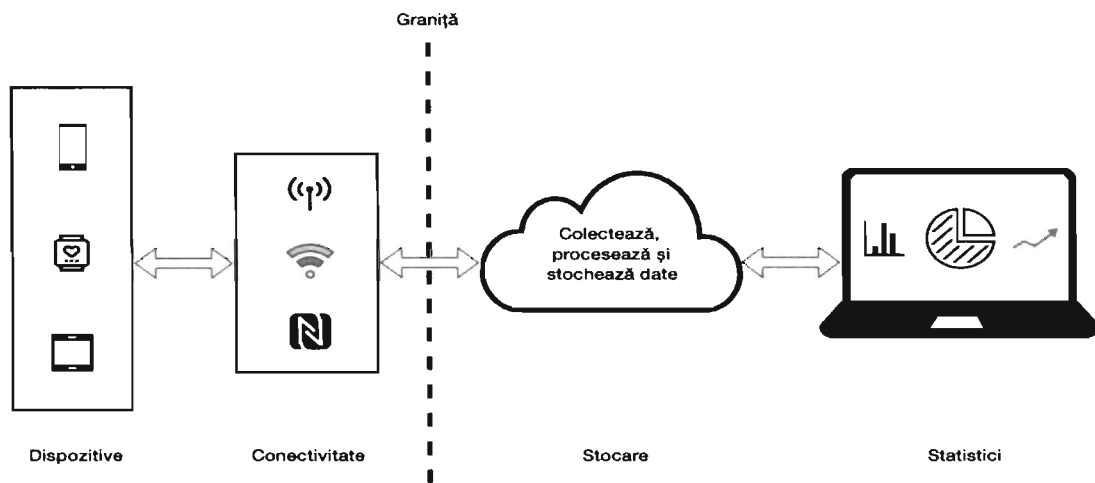 Graniță
Colectează,
procesează și
stochează date
Dispozitive
Conectivitate
Stocare
Statistici